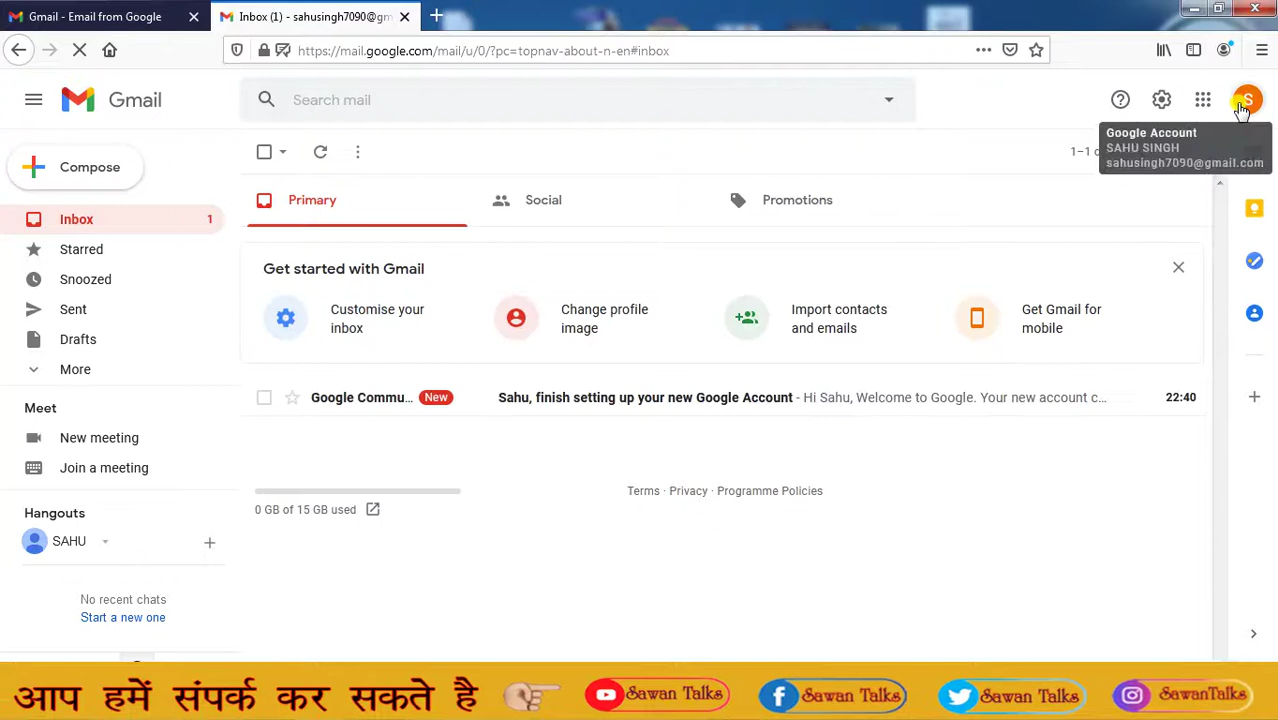 Gmail - Email from Google
Inbox (1) - sahusingh7090@gm
https://mail.google.com/mail/u/0/?pc=topnav-about-n-en#inbox
Gmail
Search mail
S
Google Account
SAHU SINGH
sahusingh7090@gmail.com
Compose
1–1
Primary
Social
Promotions
Inbox 1
Starred
Snoozed
Sent
Drafts
More
Get started with Gmail
Customise your
inbox
Change profile
image
Import contacts
and emails
Get Gmail for
mobile
Google Commu… New Sahu, finish setting up your new Google Account - Hi Sahu, Welcome to Google. Your new account c… 22:40
Meet
New meeting
Join a meeting
Terms · Privacy · Programme Policies
0 GB of 15 GB used
Hangouts
SAHU
No recent chats
Start a new one
आप हमें संपर्क कर सकते है
Sawan Talks
Sawan Talks
Sawan Talks
SawanTalks